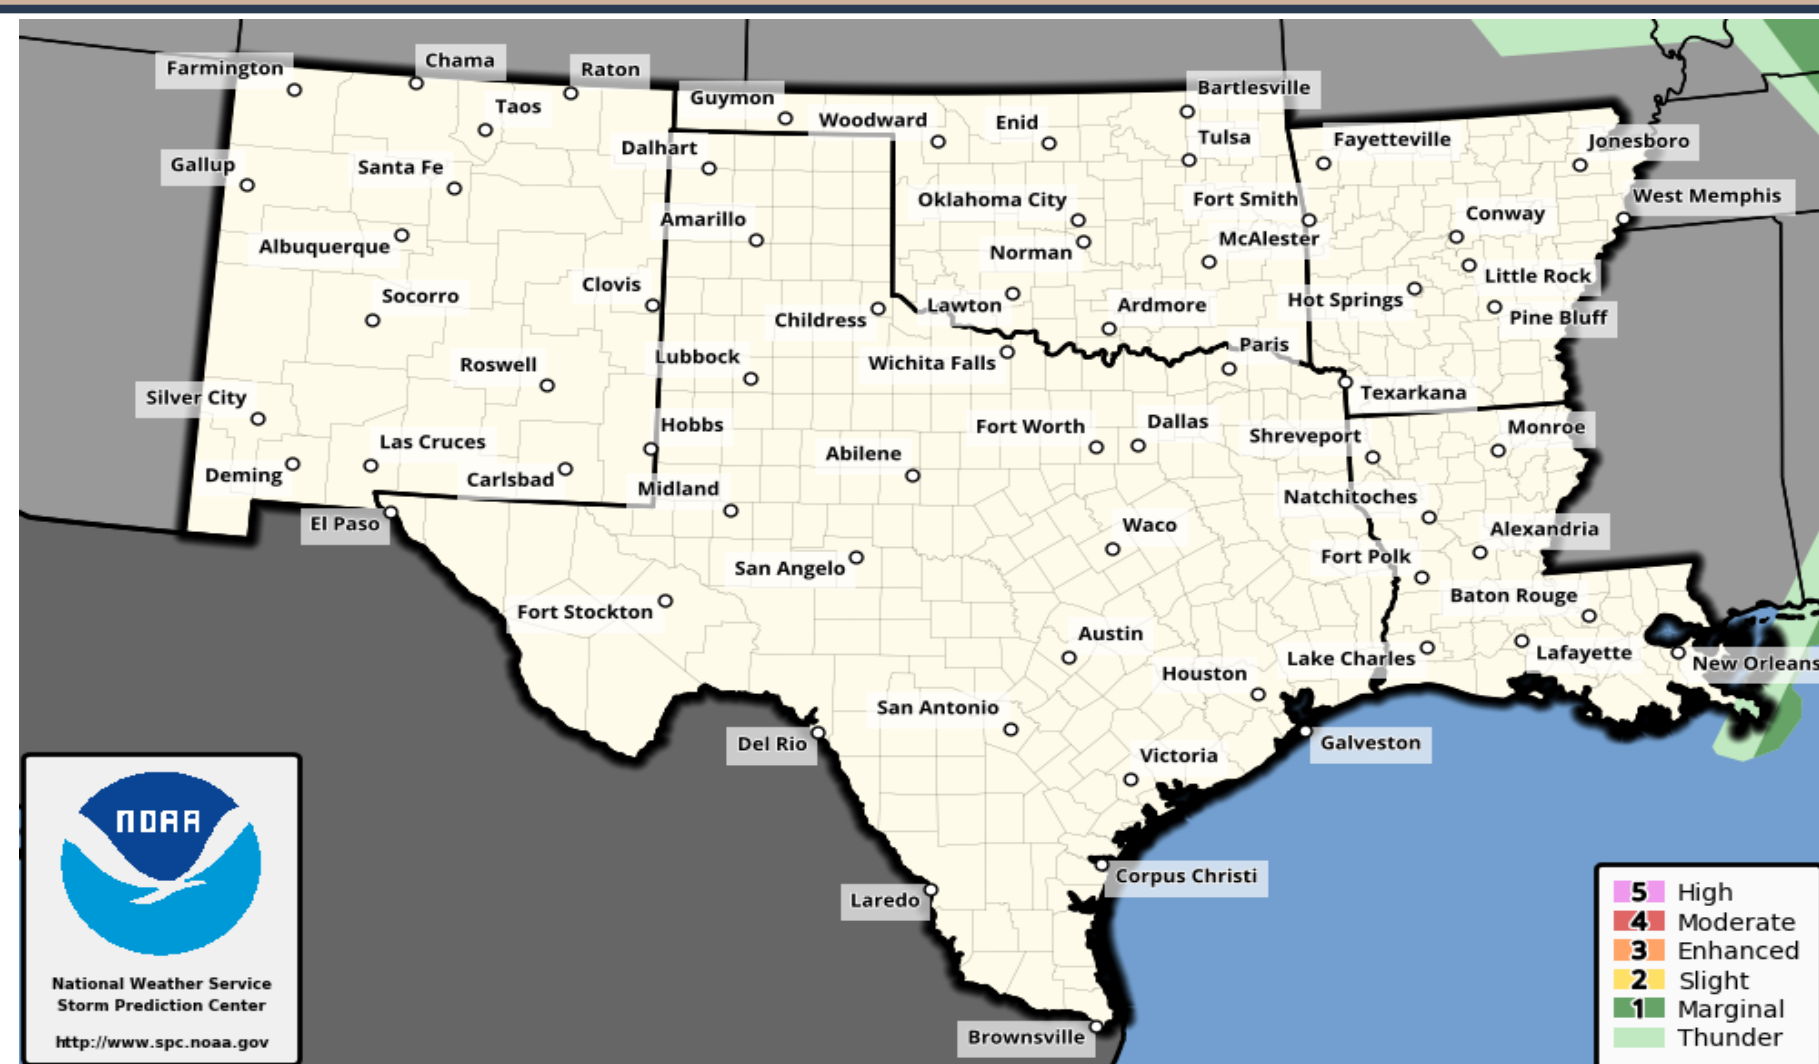 Farmington
Chama
Raton
Taos
Guymon
Woodward
Enid
Bartlesville
Tulsa
Fayetteville
Jonesboro
Gallup
Santa Fe
Dalhart
Oklahoma City
Fort Smith
Conway
West Memphis
Albuquerque
Amarillo
Norman
McAlester
Little Rock
Socorro
Clovis
Childress
Lawton
Ardmore
Hot Springs
Pine Bluff
Roswell
Lubbock
Wichita Falls
Paris
Texarkana
Silver City
Las Cruces
Hobbs
Abilene
Fort Worth
Dallas
Shreveport
Monroe
Deming
Carlsbad
Midland
Natchitoches
El Paso
San Angelo
Waco
Fort Polk
Alexandria
Fort Stockton
Austin
Baton Rouge
Lake Charles
Lafayette
New Orleans
Houston
San Antonio
Del Rio
Victoria
Galveston
Laredo
Corpus Christi
Brownsville
NOAA
National Weather Service
Storm Prediction Center
http://www.spc.noaa.gov
5 High
4 Moderate
3 Enhanced
2 Slight
1 Marginal
Thunder